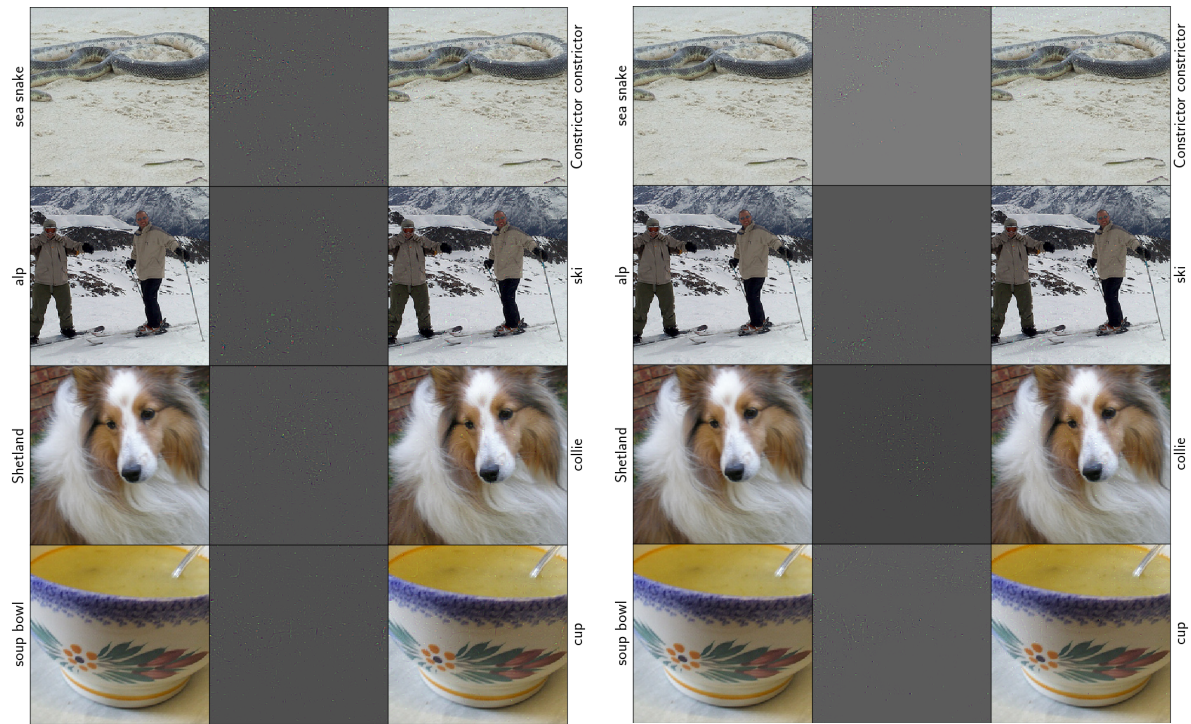 sea snake
Constrictor constrictor
sea snake
Constrictor constrictor
alp
ski
alp
ski
Shetland
collie
Shetland
collie
soup bowl
cup
soup bowl
cup